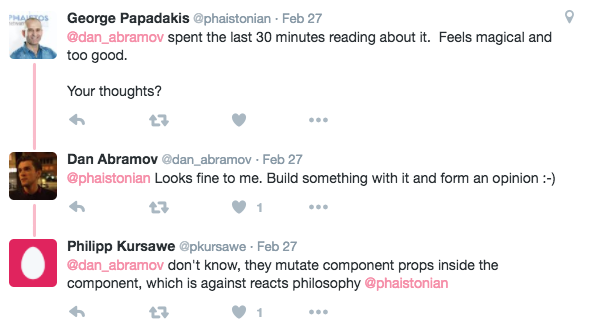 George Papadakis @phaistonian · Feb 27
@dan_abramov spent the last 30 minutes reading about it. Feels magical and
too good.
Your thoughts?
Dan Abramov @dan_abramov · Feb 27
@phaistonian Looks fine to me. Build something with it and form an opinion :-)
1
Philipp Kursawe @pkursawe · Feb 27
@dan_abramov don't know, they mutate component props inside the
component, which is against reacts philosophy @phaistonian
1